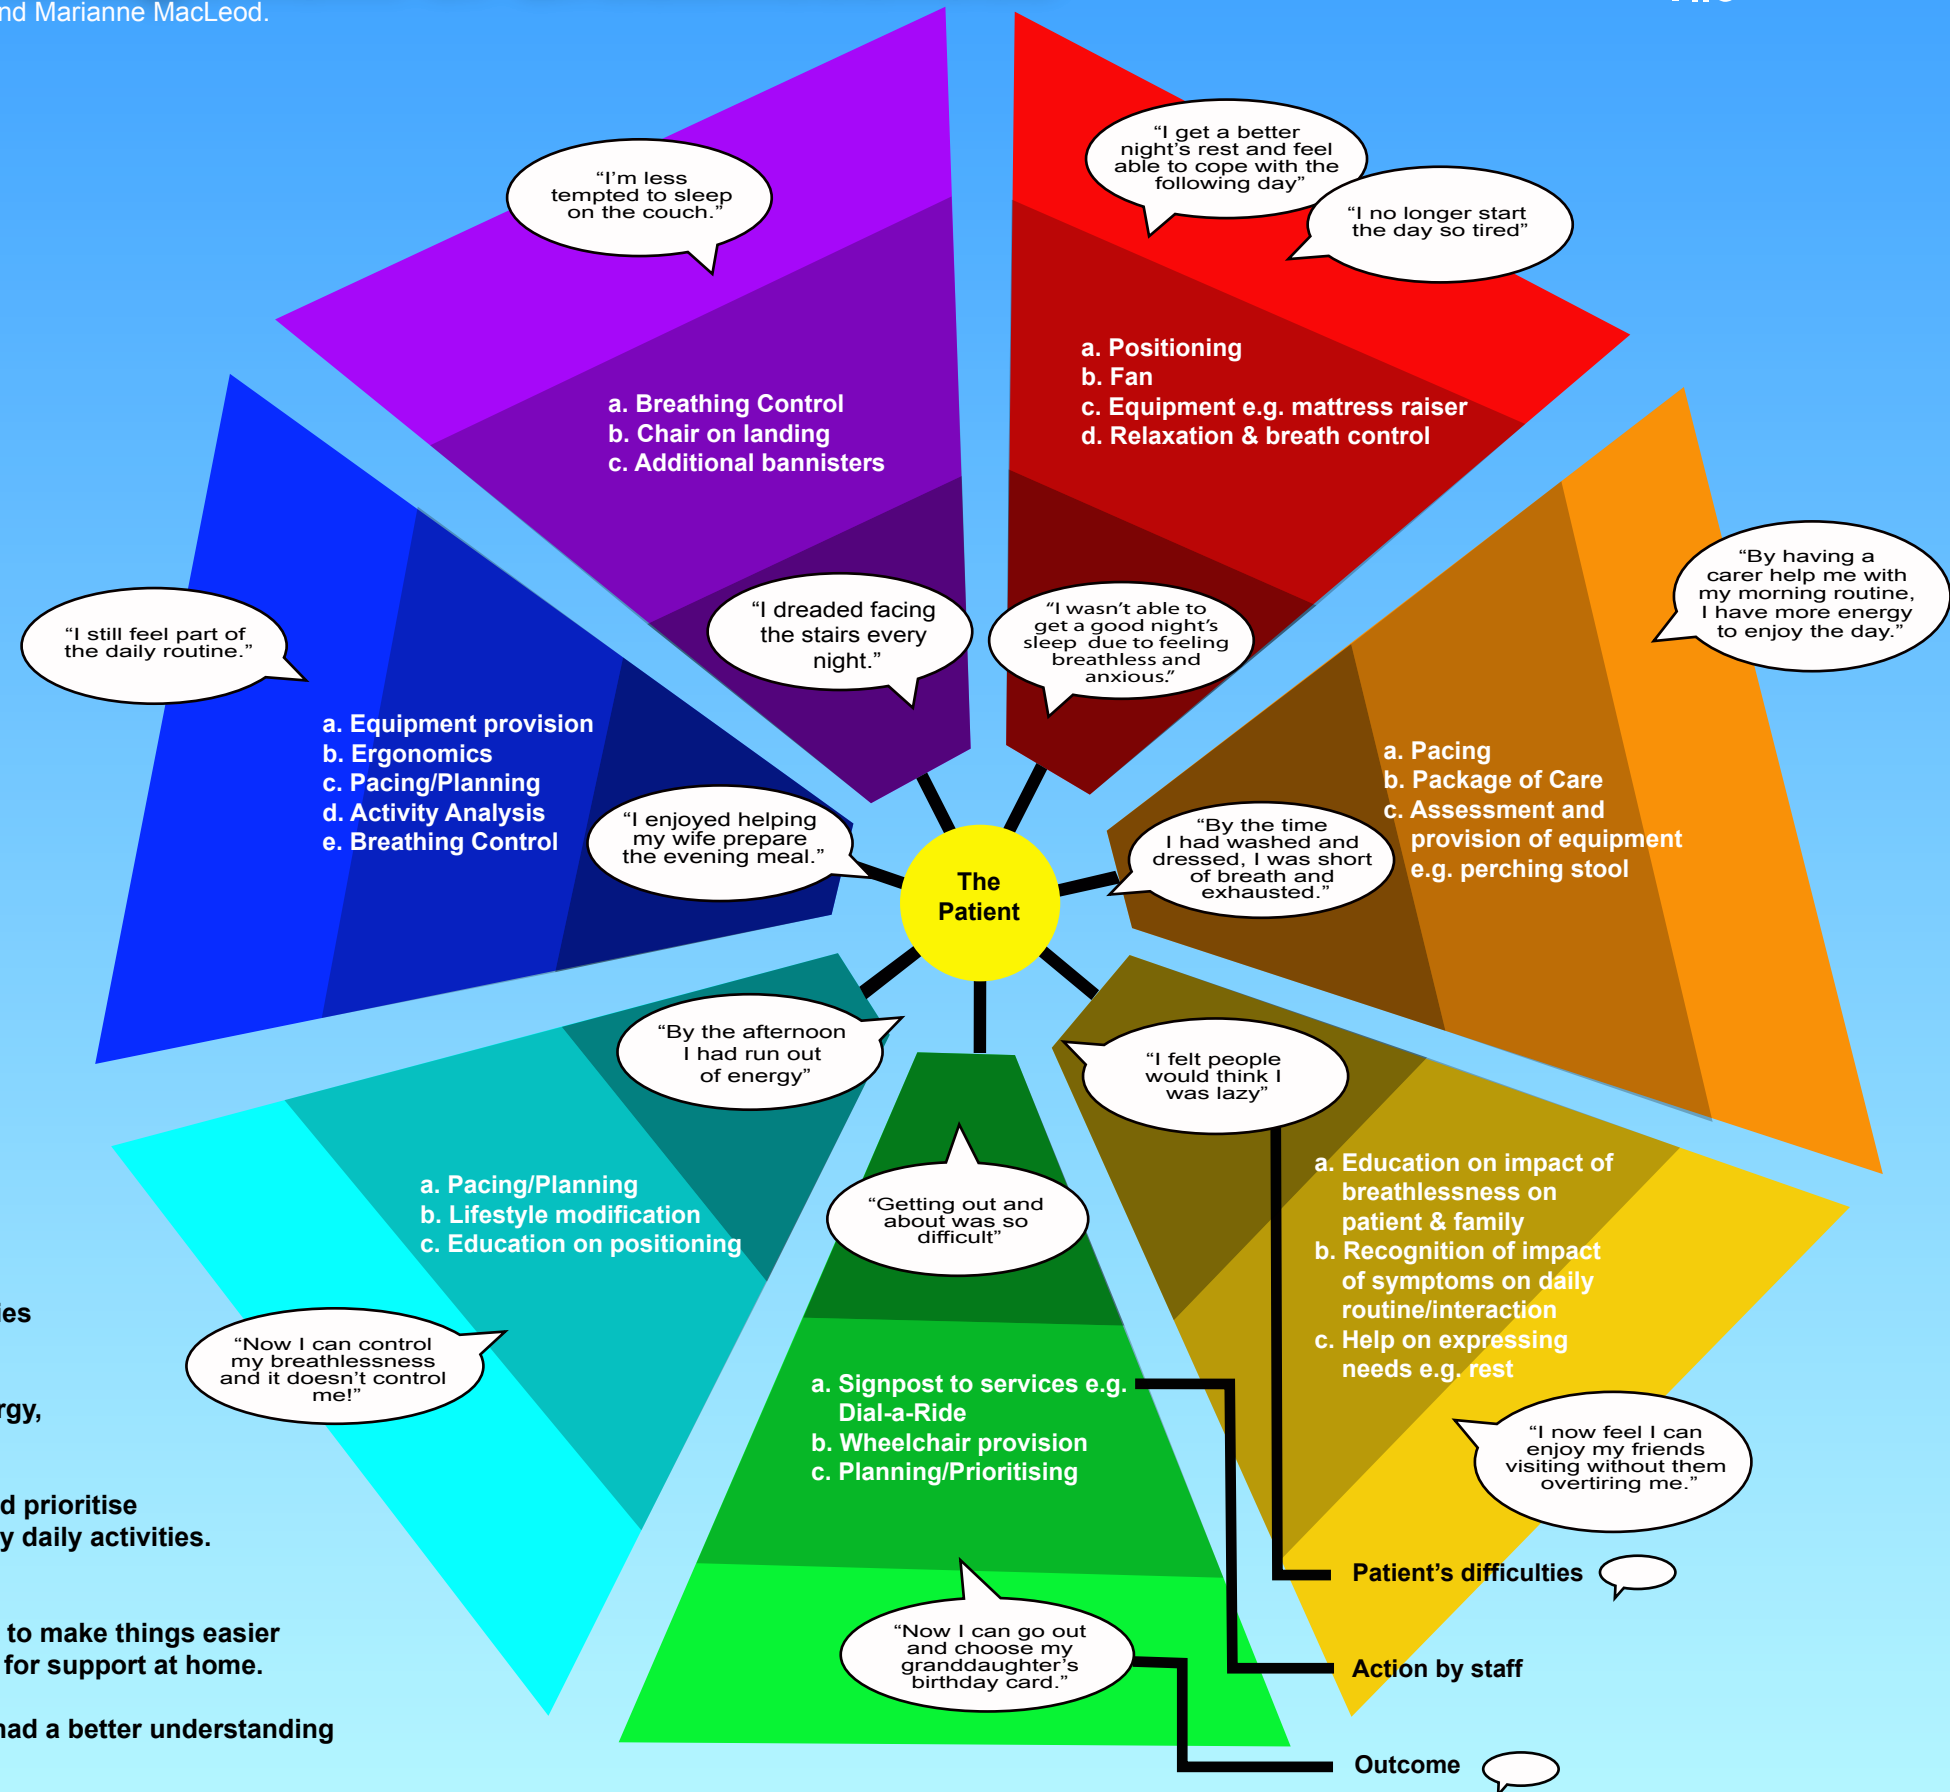 nd Marianne MacLeod.
“I’m less
tempted to sleep
on the couch.”
“I get a better
night’s rest and feel
able to cope with the
following day”
“I no longer start
the day so tired”
a. Breathing Control
b. Chair on landing
c. Additional bannisters
a. Positioning
b. Fan
c. Equipment e.g. mattress raiser
d. Relaxation & breath control
“I dreaded facing
the stairs every
night.”
“I wasn’t able to
get a good night’s
sleep due to feeling
breathless and
anxious.”
“I still feel part of
the daily routine.”
a. Equipment provision
b. Ergonomics
c. Pacing/Planning
d. Activity Analysis
e. Breathing Control
“I enjoyed helping
my wife prepare
the evening meal.”
The
Patient
“By the time
I had washed and
dressed, I was short
of breath and
exhausted.”
a. Pacing
b. Package of Care
c. Assessment and
provision of equipment
e.g. perching stool
“By having a
carer help me with
my morning routine,
I have more energy
to enjoy the day.”
“By the afternoon
I had run out
of energy”
a. Pacing/Planning
b. Lifestyle modification
c. Education on positioning
“Now I can control
my breathlessness
and it doesn’t control
me!”
“Getting out and
about was so
difficult”
a. Signpost to services e.g.
Dial-a-Ride
b. Wheelchair provision
c. Planning/Prioritising
“Now I can go out
and choose my
granddaughter’s
birthday card.”
“I felt people
would think I
was lazy”
a. Education on impact of
breathlessness on
patient & family
b. Recognition of impact
of symptoms on daily
routine/interaction
c. Help on expressing
needs e.g. rest
“I now feel I can
enjoy my friends
visiting without them
overtiring me.”
Patient’s difficulties
Action by staff
Outcome
ies
rgy,
d prioritise
y daily activities.
to make things easier
for support at home.
had a better understanding